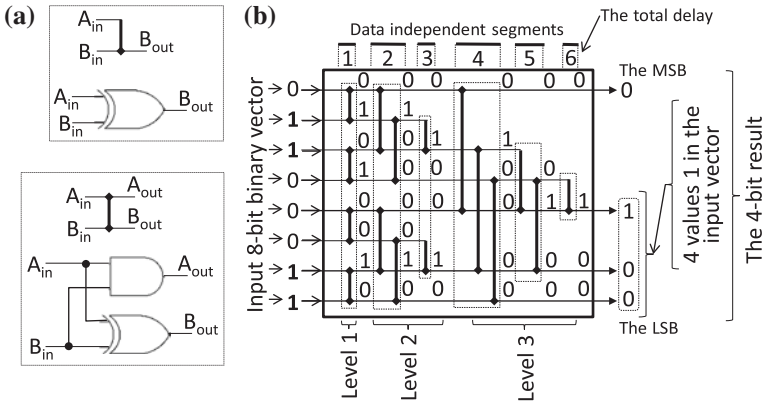 (a)
A_in
B_in B_out
A_in
B_in
B_out
A_in A_out
B_in B_out
A_in
A_out
B_in
B_out
(b)
Data independent segments
The total delay
1 2 3 4 5 6
Input 8-bit binary vector
0 0 0 0 0 0 0 0
1 1 1
1 0 0 1 1
0 1 0 0 0
0 0 0 0 0 1 1 1
0 0 0
1 1 1 1 0 0 0 0
1 0 0 0 0 0 0 0
The MSB
The LSB
4 values 1 in the
input vector
The 4-bit result
Level 1
Level 2
Level 3